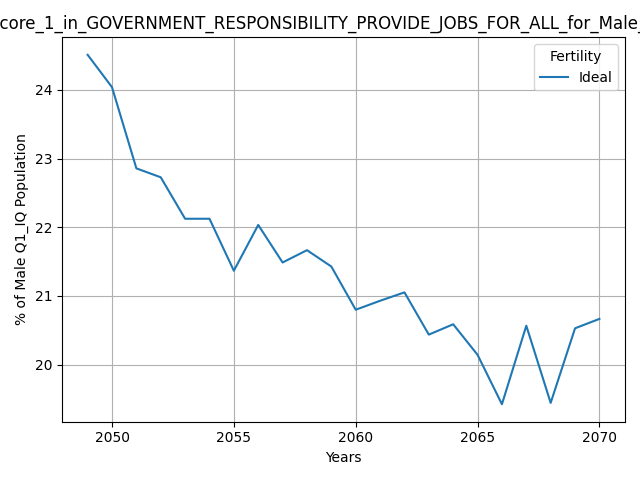 core_1_in_GOVERNMENT_RESPONSIBILITY_PROVIDE_JOBS_FOR_ALL_for_Male_
Fertility
Ideal
% of Male Q1_IQ Population
24
23
22
21
20
2050
2055
2060
2065
2070
Years